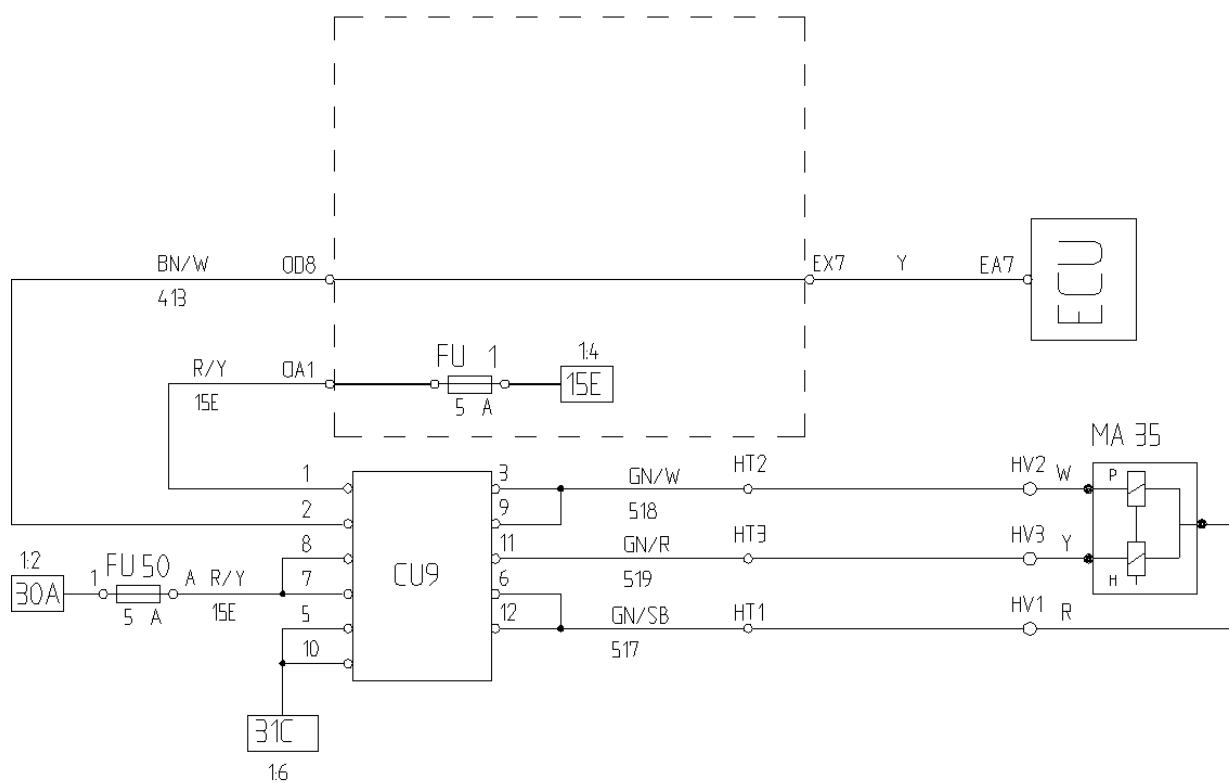 BN/W OD8 EX7 Y EA7
413
ECU
FU 1 1:4
R/Y OA1 15E
15E 5 A
MA 35
1 3 HT2 HV2 W P
GN/W
2 9 518
8 11 GN/R HT3 HV3 Y
1:2 FU50 CU9
30A 1 A R/Y 7 6 519 H
5 A 15E
5 12 GN/SB HT1 HV1 R
10 517
31C
1:6